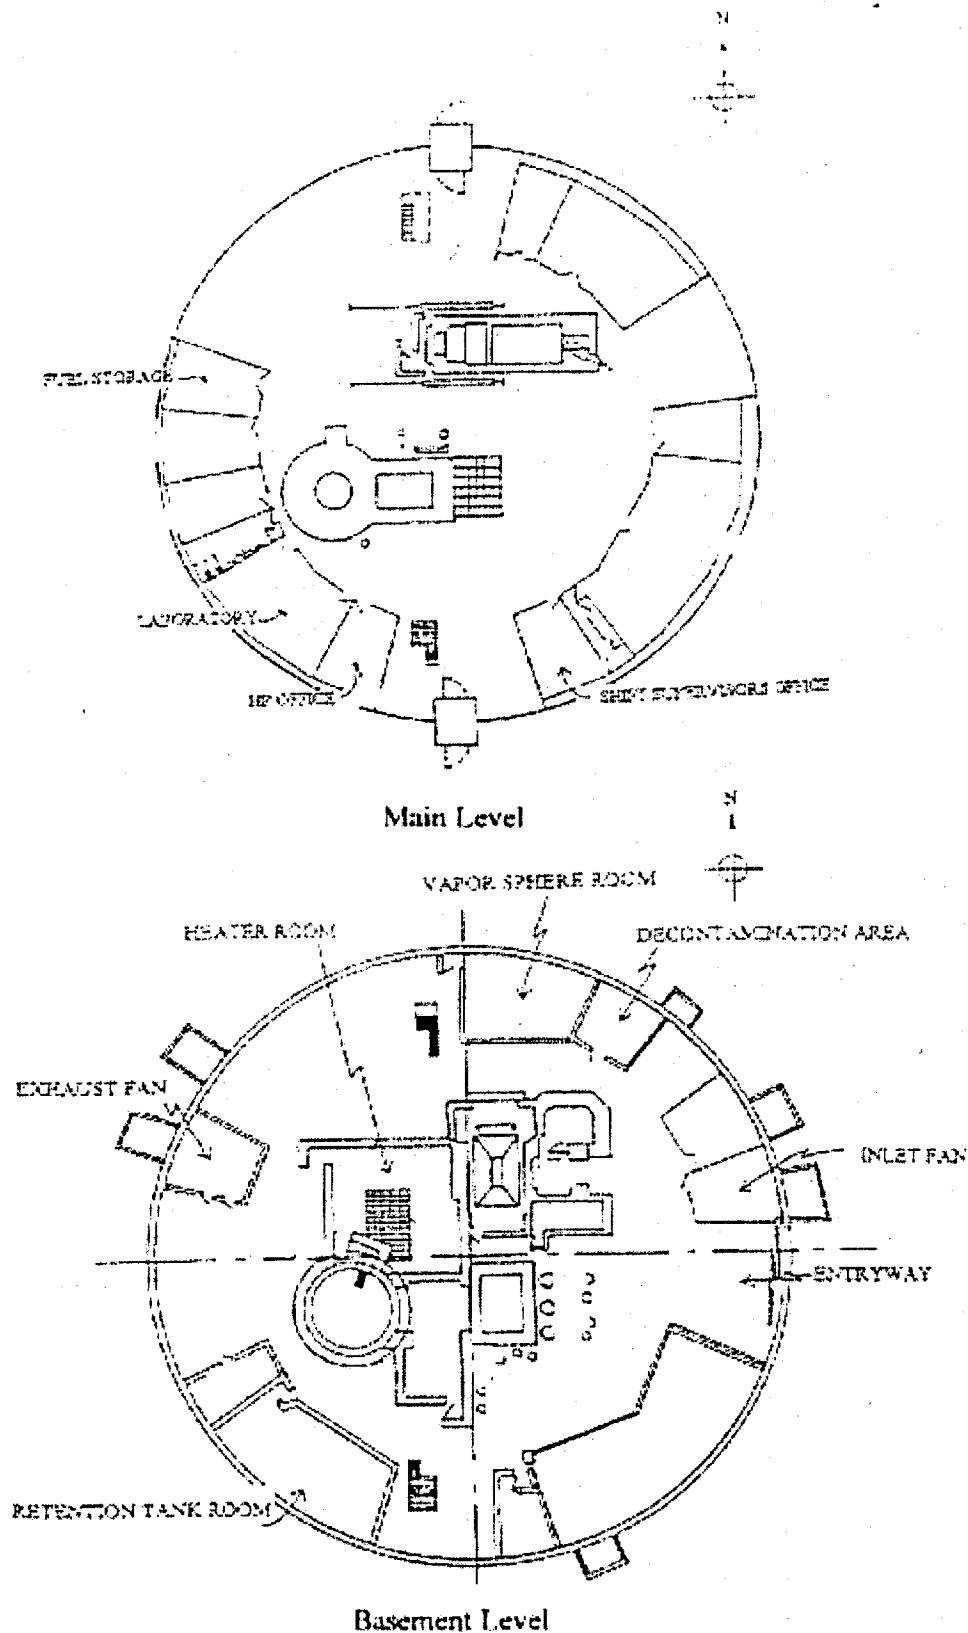 N
FUEL STORAGE
LABORATORY
HP OFFICE
SHIFT SUPERVISORS OFFICE
Main Level
N
VAPOR SPHERE ROOM
HEATER ROOM
DECONTAMINATION AREA
EXHAUST FAN
INLET FAN
ENTRYWAY
RETENTION TANK ROOM
Basement Level